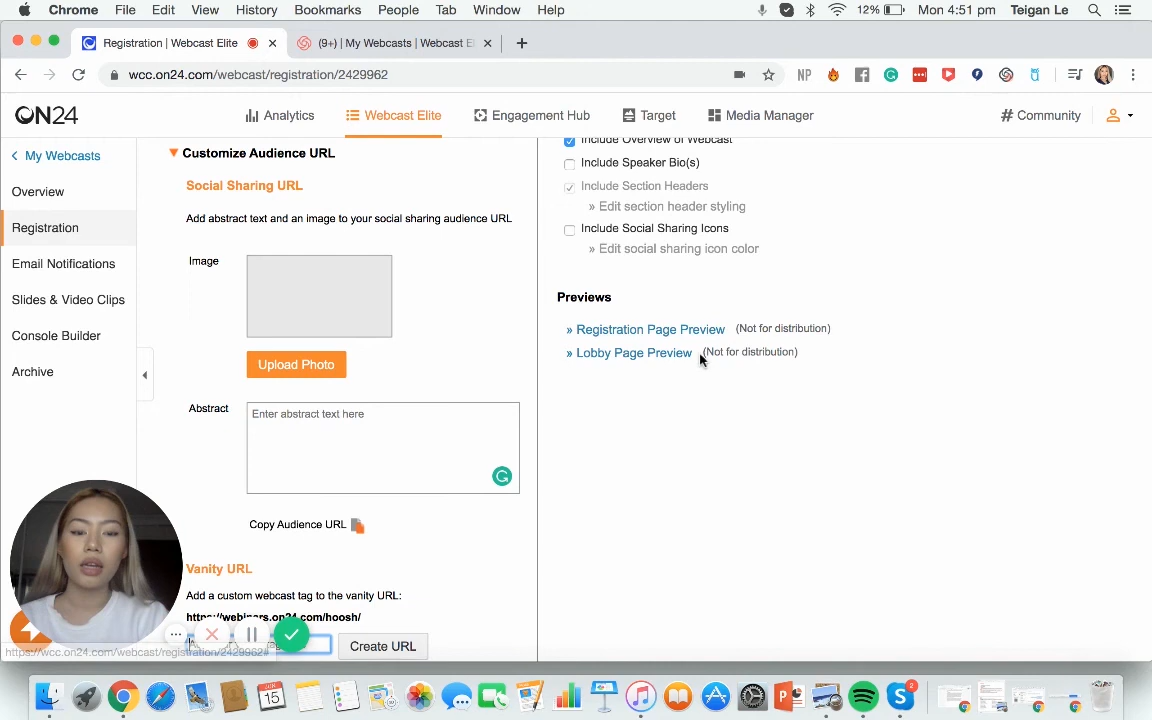 Chrome File Edit View History Bookmarks People Tab Window Help 12% Mon 4:51 pm Teigan Le
Registration | Webcast Elite (9+) | My Webcasts | Webcast El
wcc.on24.com/webcast/registration/2429962 NP
ON24 Analytics Webcast Elite Engagement Hub Target Media Manager # Community
My Webcasts
Overview
Registration
Email Notifications
Slides & Video Clips
Console Builder
Archive
Customize Audience URL
Social Sharing URL
Add abstract text and an image to your social sharing audience URL
Image
Upload Photo
Abstract
Enter abstract text here
Copy Audience URL
Vanity URL
Add a custom webcast tag to the vanity URL:
https://webinars.on24.com/hoosh/
Create URL
Include Overview of Webcast
Include Speaker Bio(s)
Include Section Headers
» Edit section header styling
Include Social Sharing Icons
» Edit social sharing icon color
Previews
» Registration Page Preview (Not for distribution)
» Lobby Page Preview (Not for distribution)
https://wcc.on24.com/webcast/registration/2429962#
15
2